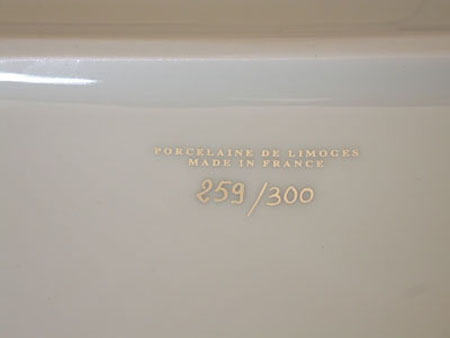 PORCELAINE DE LIMOGES
MADE IN FRANCE
259/300